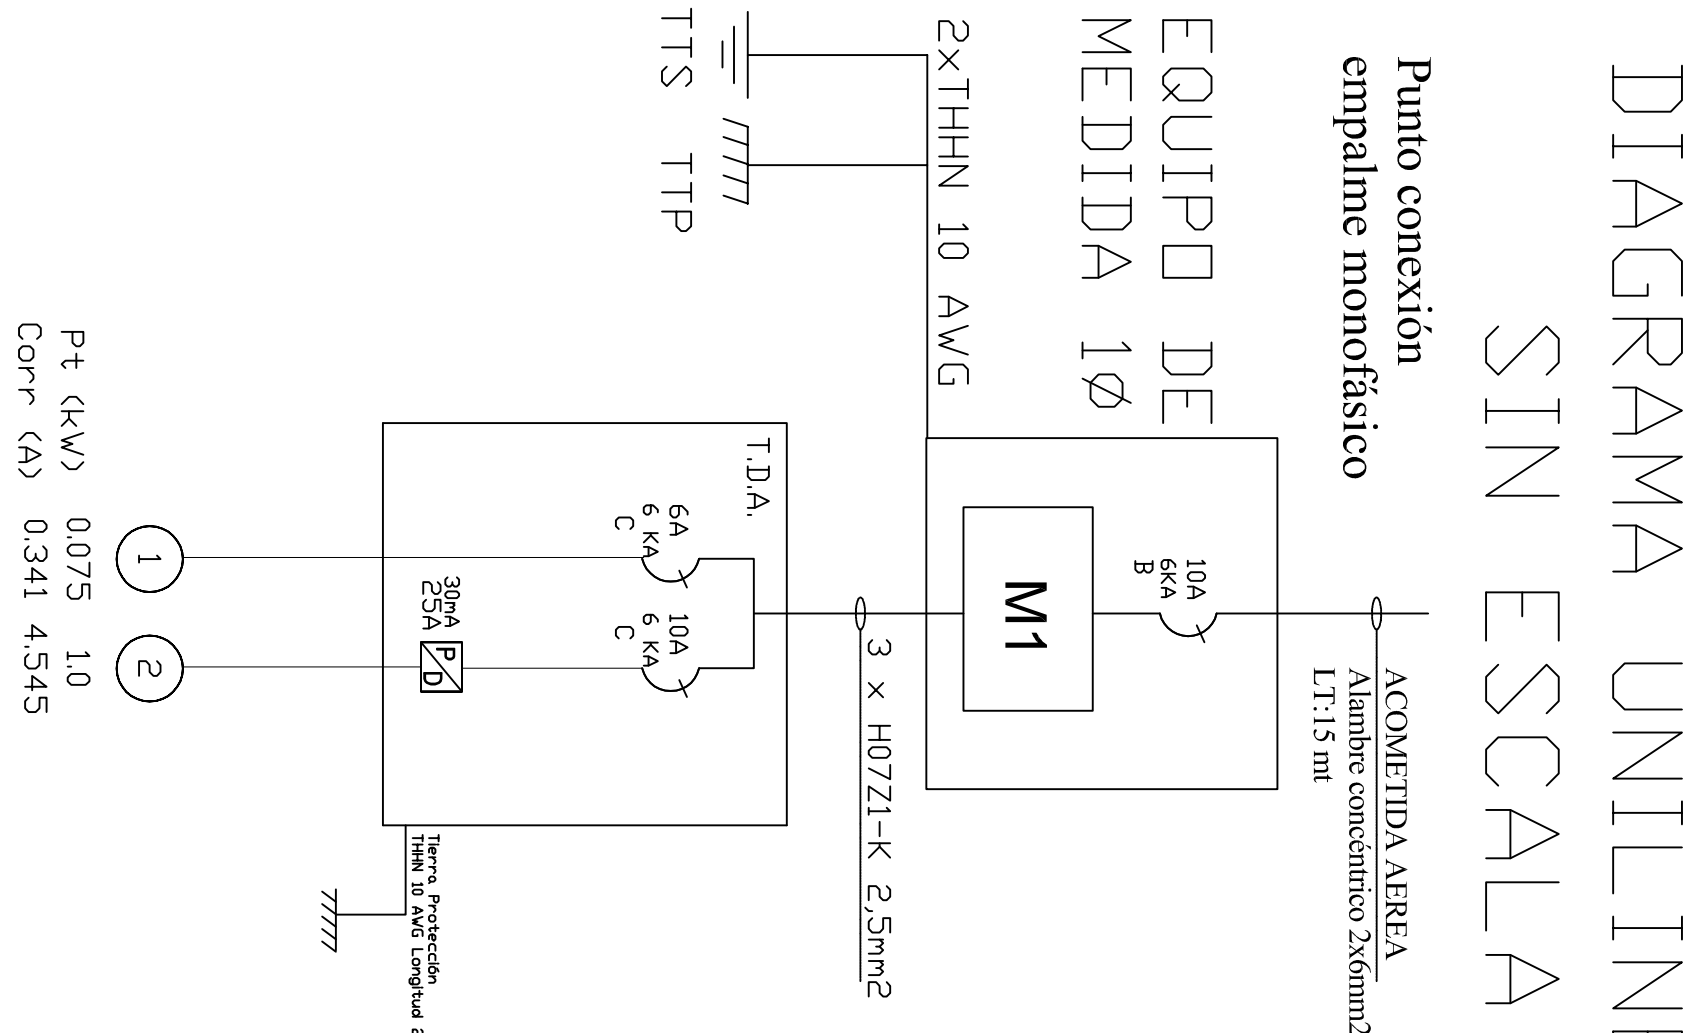 DIAGRAMA UNILIN
SIN ESCALA
Punto conexión
empalme monofásico
ACOMETIDA AEREA
Alambre concéntrico 2x6mm2
LT:15 mt
EQUIPO DE
MEDIDA 1Ø
10A
6KA
B
M1
2xTHHN 10 AWG
3 x H07Z1-K 2,5mm2
TTS TTP
T.D.A.
6A
6 KA
C
10A
6 KA
C
30mA
25A
P/D
Tierra Protección
THHN 10 AWG Longitud
1
2
Pt (kW) 0.075 1.0
Corr (A) 0.341 4.545